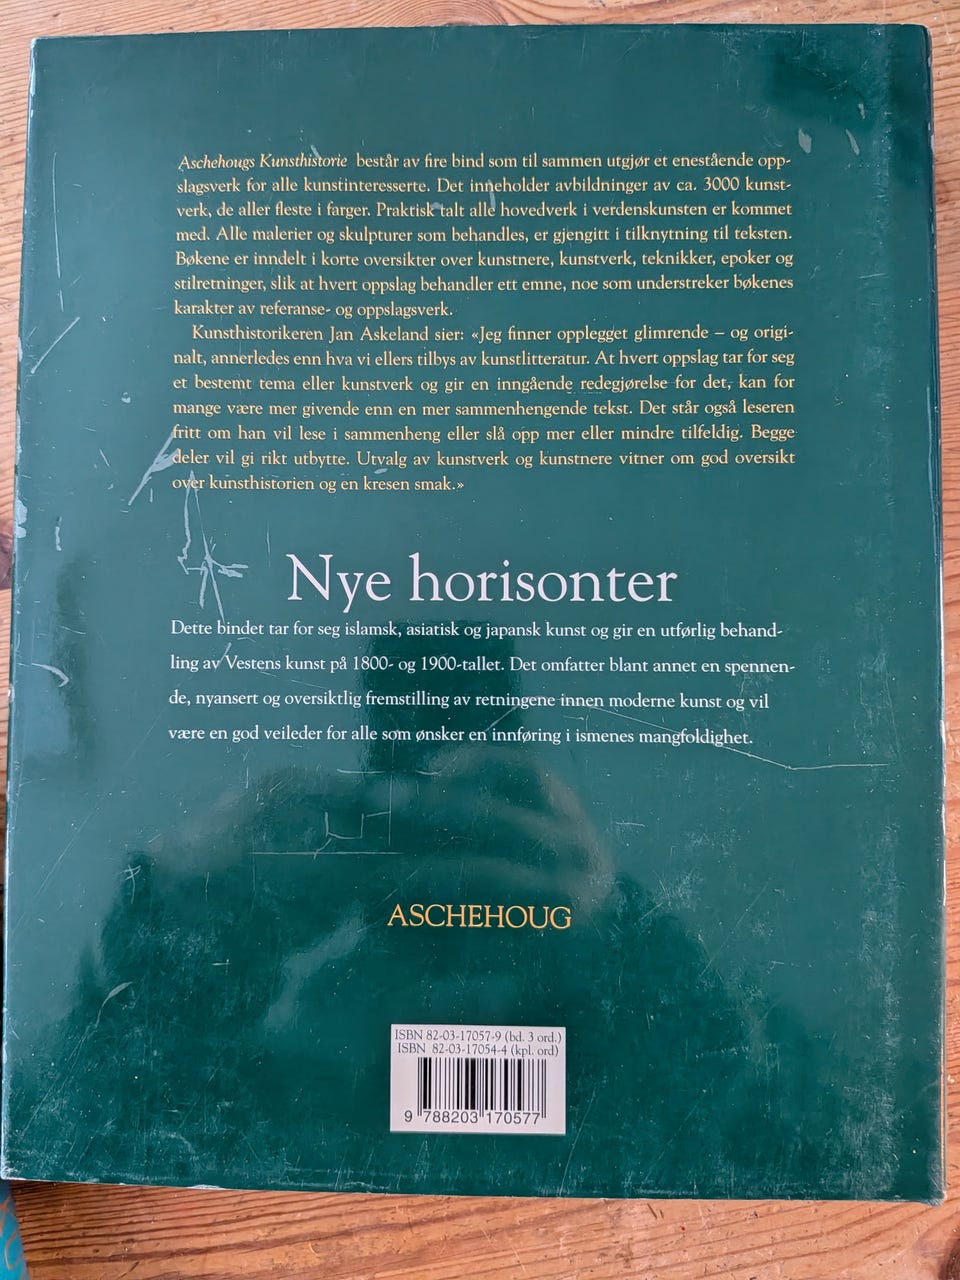 Aschehougs Kunsthistorie består av fire bind som til sammen utgjør et enestående opp-
slagsverk for alle kunstinteresserte. Det inneholder avbildninger av ca. 3000 kunst-
verk, de aller fleste i farger. Praktisk talt alle hovedverk i verdenskunsten er kommet
med. Alle malerier og skulpturer som behandles, er gjengitt i tilknytning til teksten.
Bøkene er inndelt i korte oversikter over kunstnere, kunstverk, teknikker, epoker og
stilretninger, slik at hvert oppslag behandler ett emne, noe som understreker bøkenes
karakter av referanse- og oppslagsverk.
Kunsthistorikeren Jan Askeland sier: «Jeg finner opplegget glimrende – og origi-
nalt, annerledes enn hva vi ellers tilbys av kunstlitteratur. At hvert oppslag tar for seg
et bestemt tema eller kunstverk og gir en inngående redegjørelse for det, kan for
mange være mer givende enn en mer sammenhengende tekst. Det står også leseren
fritt om han vil lese i sammenheng eller slå opp mer eller mindre tilfeldig. Begge
deler vil gi rikt utbytte. Utvalg av kunstverk og kunstnere vitner om god oversikt
over kunsthistorien og en kresen smak.»
Nye horisonter
Dette bindet tar for seg islamsk, asiatisk og japansk kunst og gir en utførlig behand-
ling av Vestens kunst på 1800- og 1900-tallet. Det omfatter blant annet en spennen-
de, nyansert og oversiktlig fremstilling av retningene innen moderne kunst og vil
være en god veileder for alle som ønsker en innføring i ismenes mangfoldighet.
ASCHEHOUG
ISBN 82-03-17057-9 (bd. 3 ord.)
ISBN 82-03-17054-4 (kpl. ord)
9 788203 170577